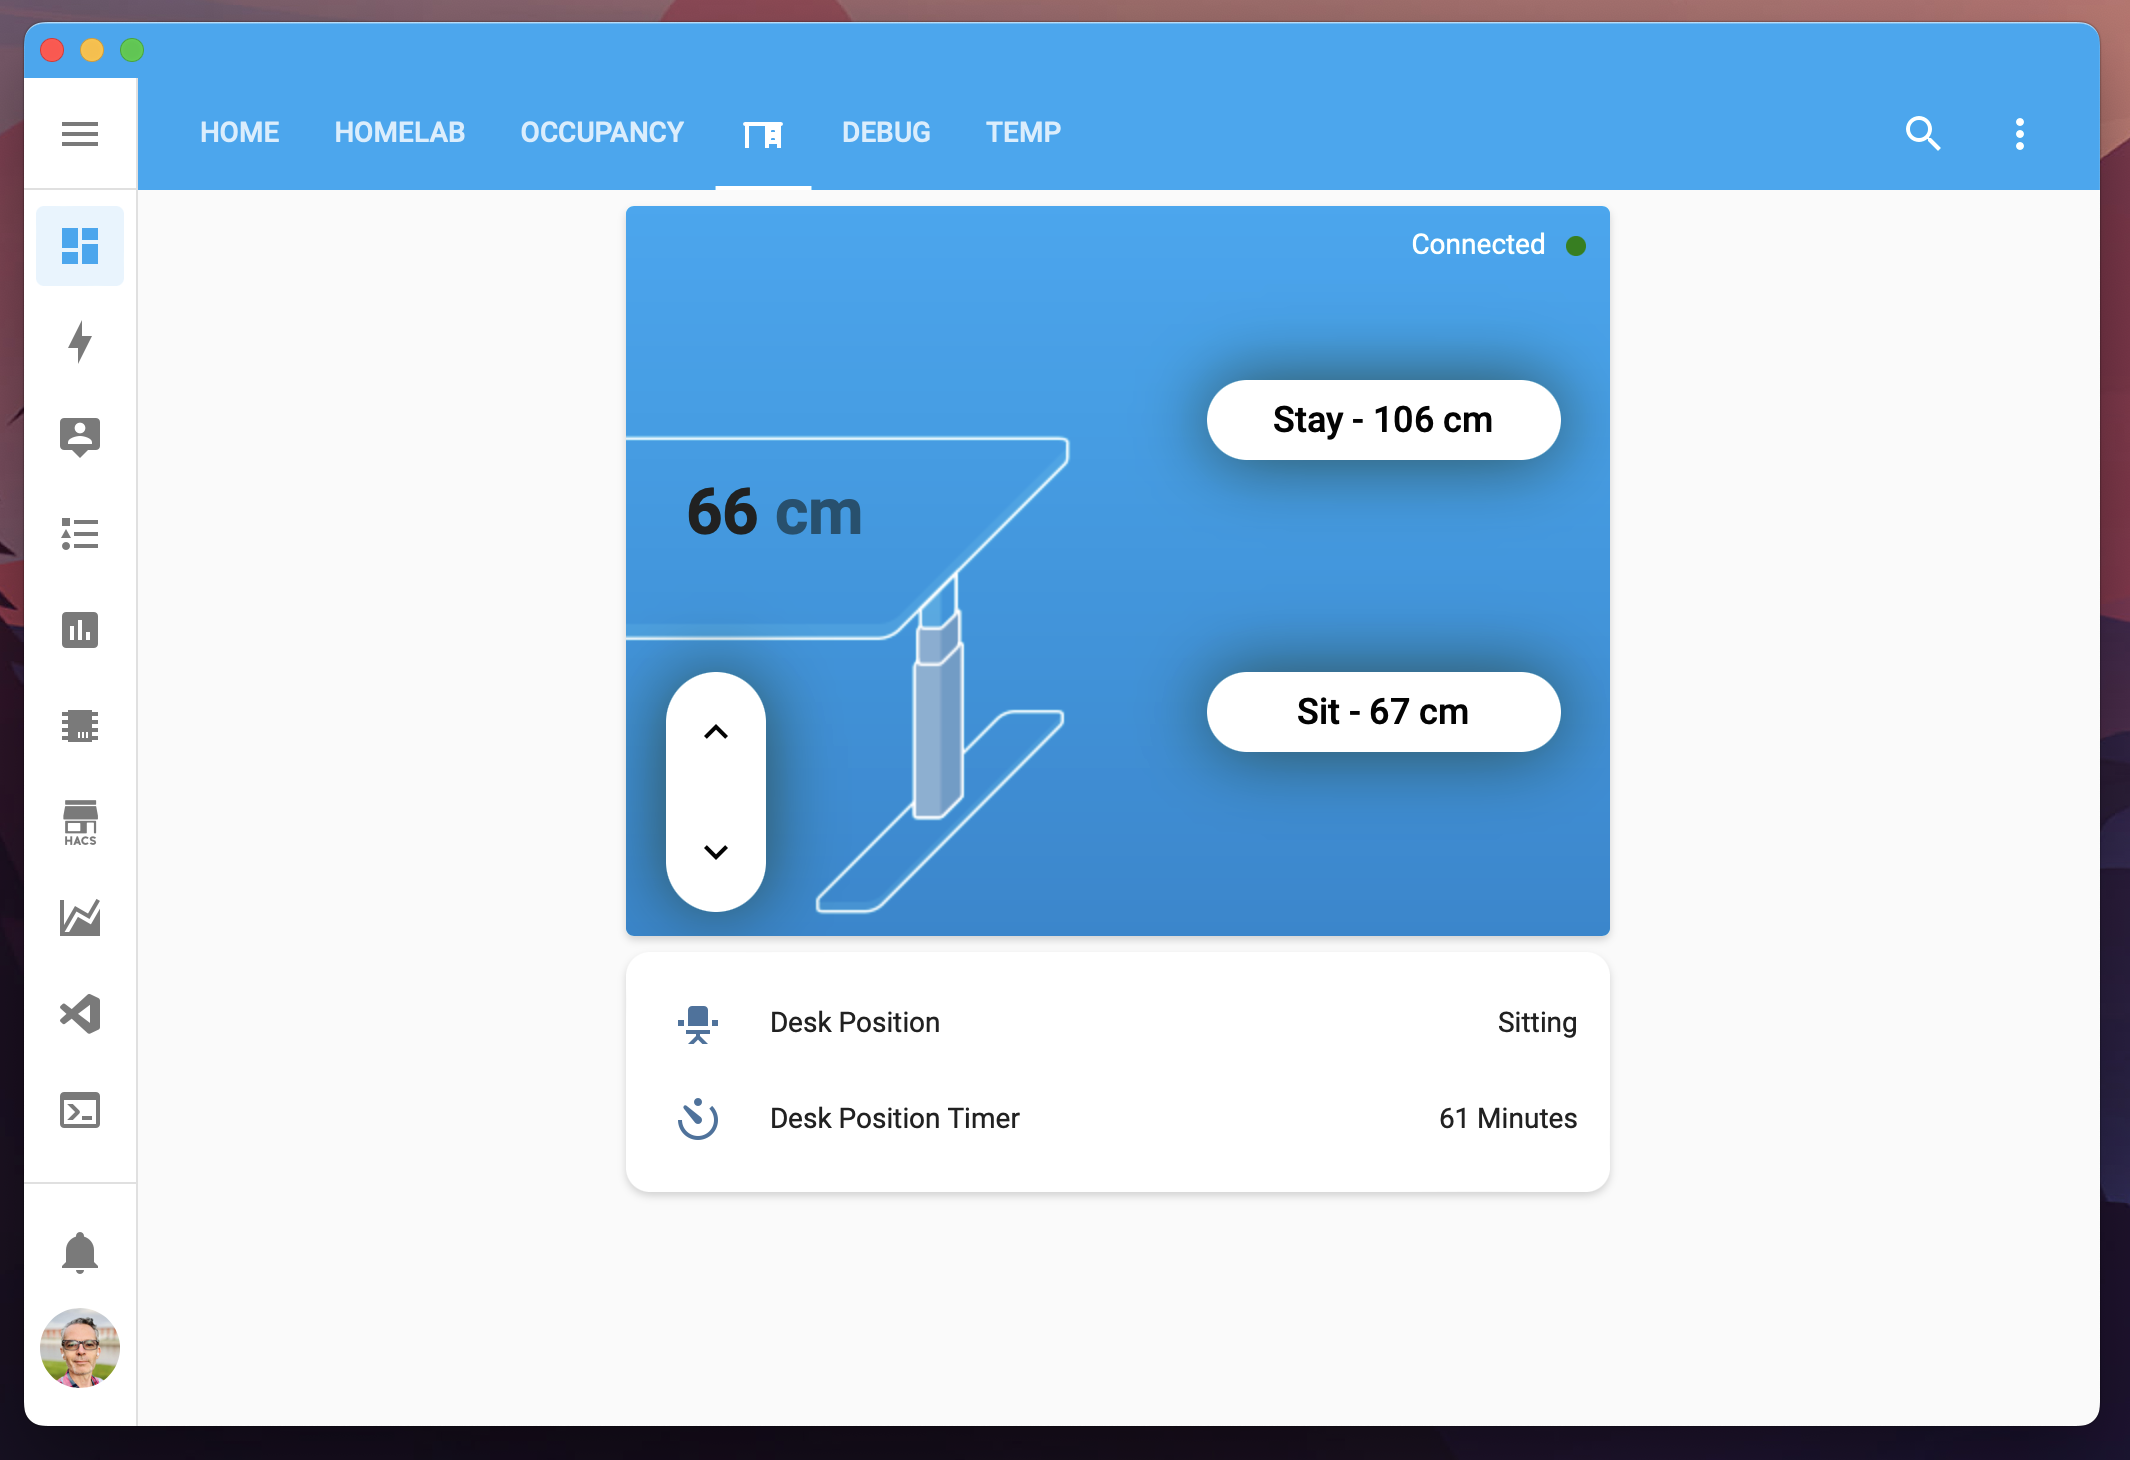 HOME
HOMELAB
OCCUPANCY
DEBUG
TEMP
Connected
Stay - 106 cm
66 cm
Sit - 67 cm
HACS
Desk Position
Sitting
Desk Position Timer
61 Minutes